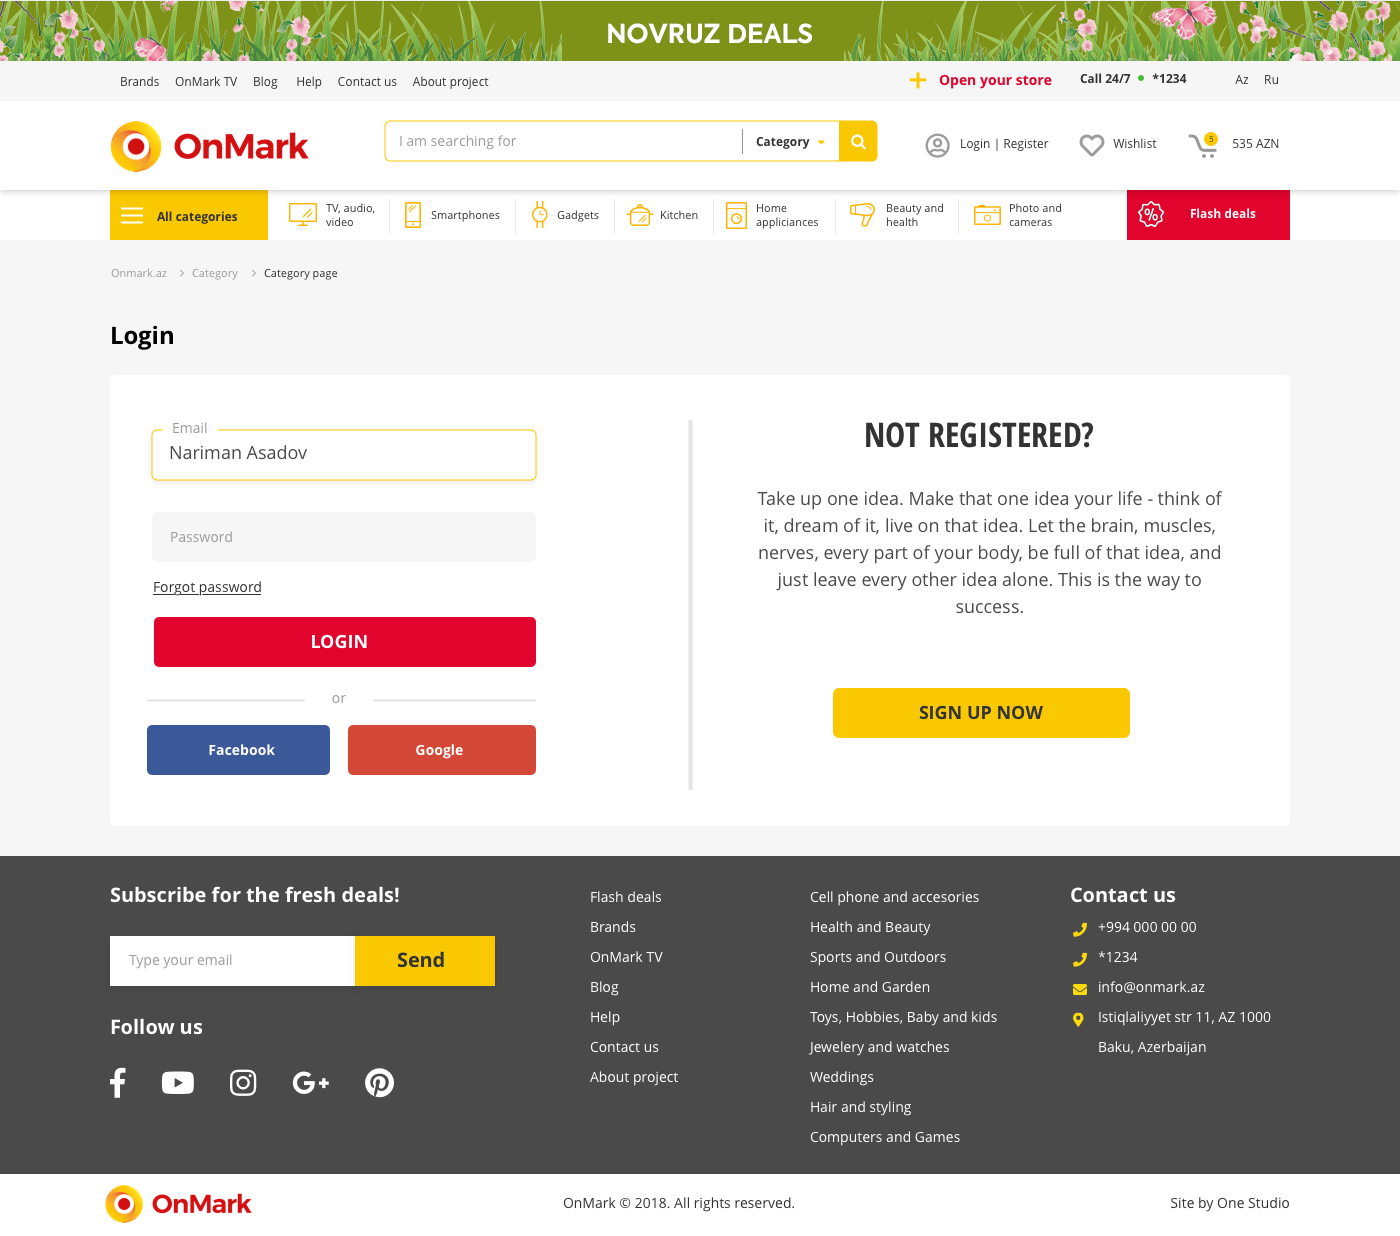 NOVRUZ DEALS
Brands OnMark TV Blog Help Contact us About project
Open your store Call 24/7 *1234 Az Ru
OnMark
I am searching for Category
Login | Register Wishlist 5 535 AZN
All categories
TV, audio,
video
Smartphones
Gadgets
Kitchen
Home
appliciances
Beauty and
health
Photo and
cameras
Flash deals
Onmark.az Category Category page
Login
Email
Nariman Asadov
Password
Forgot password
LOGIN
or
Facebook Google
NOT REGISTERED?
Take up one idea. Make that one idea your life - think of
it, dream of it, live on that idea. Let the brain, muscles,
nerves, every part of your body, be full of that idea, and
just leave every other idea alone. This is the way to
success.
SIGN UP NOW
Subscribe for the fresh deals!
Type your email Send
Follow us
Flash deals
Brands
OnMark TV
Blog
Help
Contact us
About project
Cell phone and accesories
Health and Beauty
Sports and Outdoors
Home and Garden
Toys, Hobbies, Baby and kids
Jewelery and watches
Weddings
Hair and styling
Computers and Games
Contact us
+994 000 00 00
*1234
info@onmark.az
Istiqlaliyyet str 11, AZ 1000
Baku, Azerbaijan
OnMark
OnMark © 2018. All rights reserved.
Site by One Studio